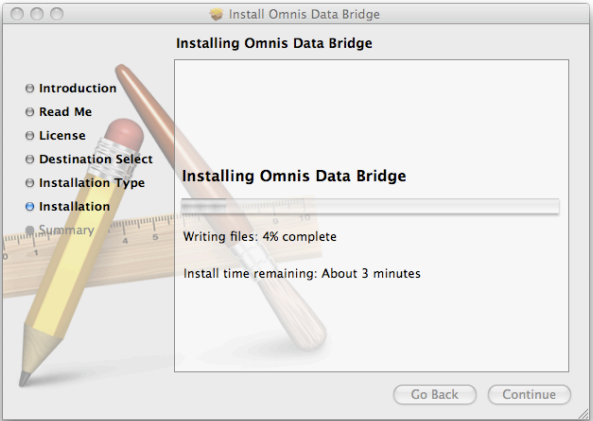 Install Omnis Data Bridge
Installing Omnis Data Bridge
Introduction
Read Me
License
Destination Select
Installation Type
Installation
Summary
Installing Omnis Data Bridge
Writing files: 4% complete
Install time remaining: About 3 minutes
Go Back
Continue